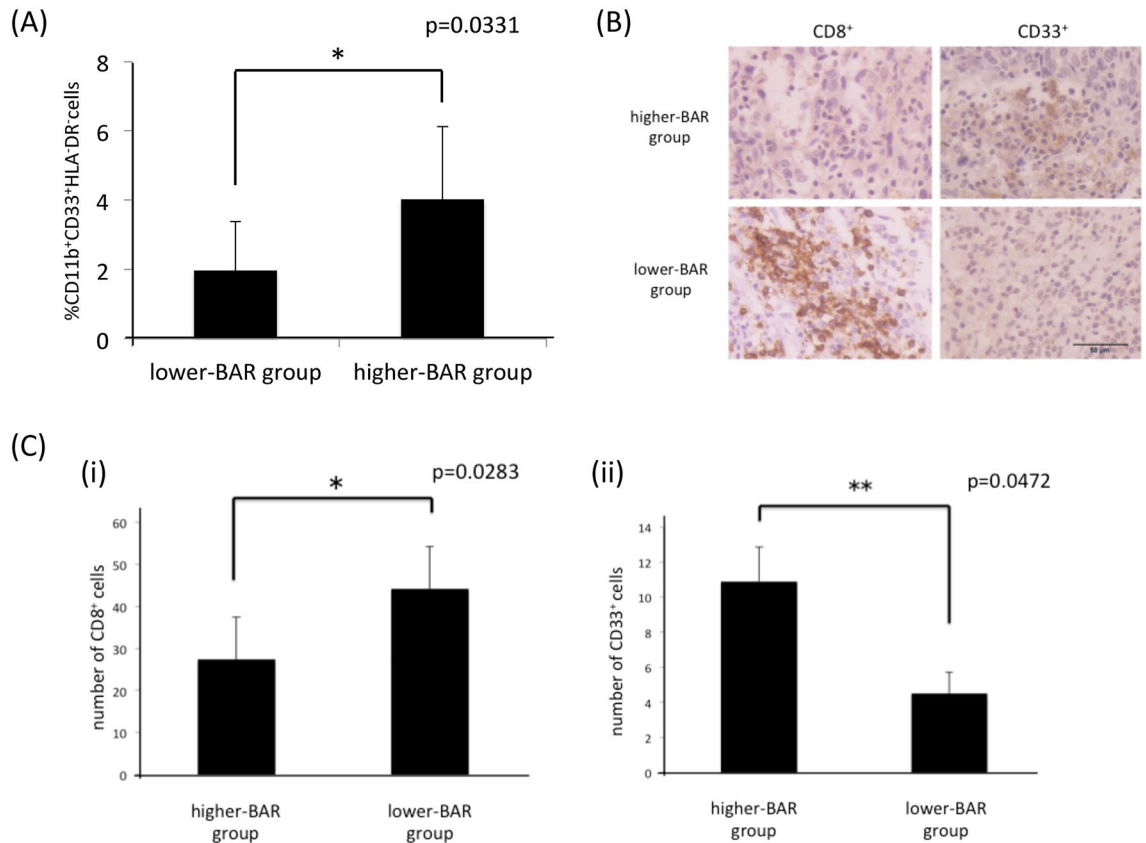 (A)
p=0.0331
*
8
6
4
2
0
%CD11b⁺CD33⁺HLA⁻DR⁻cells
lower-BAR group
higher-BAR group
(B)
CD8⁺
CD33⁺
higher-BAR
group
lower-BAR
group
50 μm
(C)
(i)
p=0.0283
*
60
50
40
30
20
10
0
number of CD8⁺ cells
higher-BAR
group
lower-BAR
group
(ii)
p=0.0472
**
14
12
10
8
6
4
2
0
number of CD33⁺ cells
higher-BAR
group
lower-BAR
group